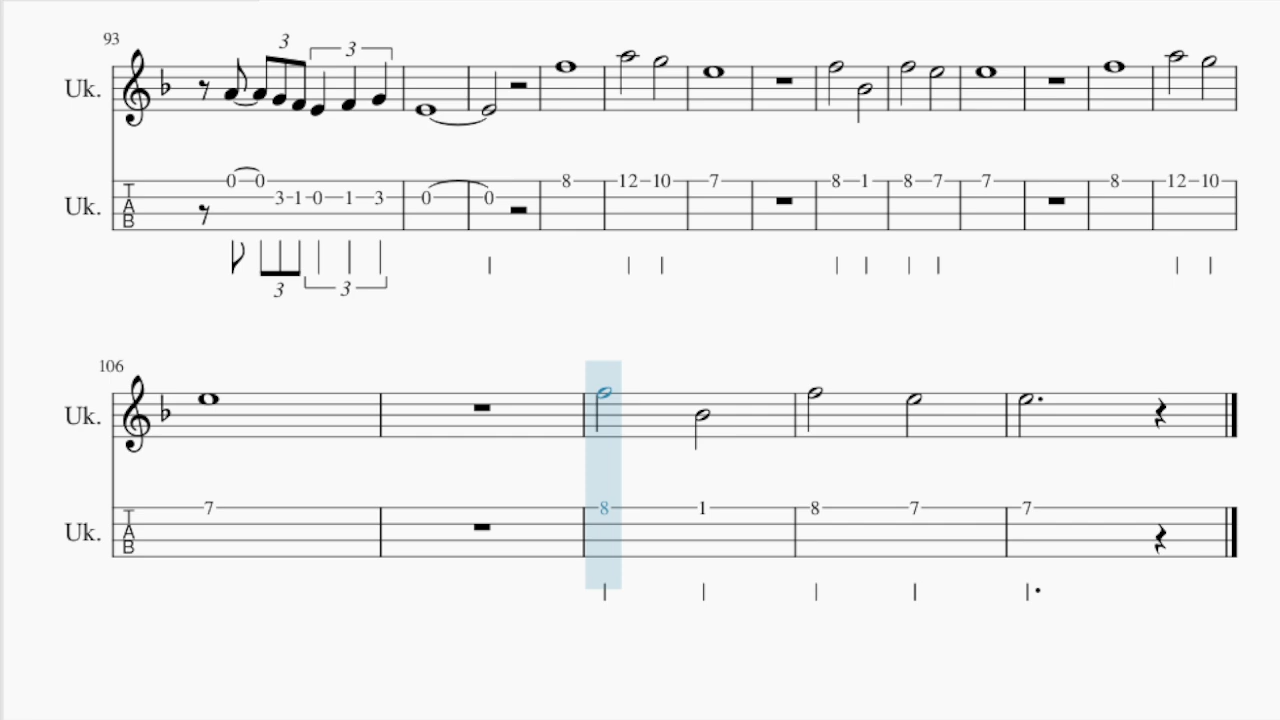 93
3 3
Uk.
0 0 8 12 10 7 8 1 8 7 7 8 12 10
3 1 0 1 3 0 0
Uk.
T
A
B
3 3
106
Uk.
7 8 1 8 7 7
Uk.
T
A
B